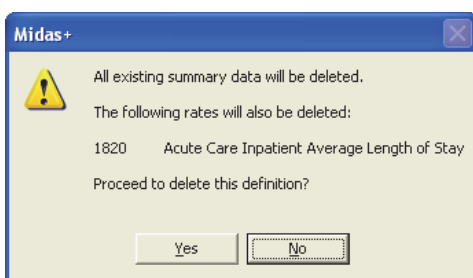 Midas+
All existing summary data will be deleted.
The following rates will also be deleted:
1820 Acute Care Inpatient Average Length of Stay
Proceed to delete this definition?
Yes No